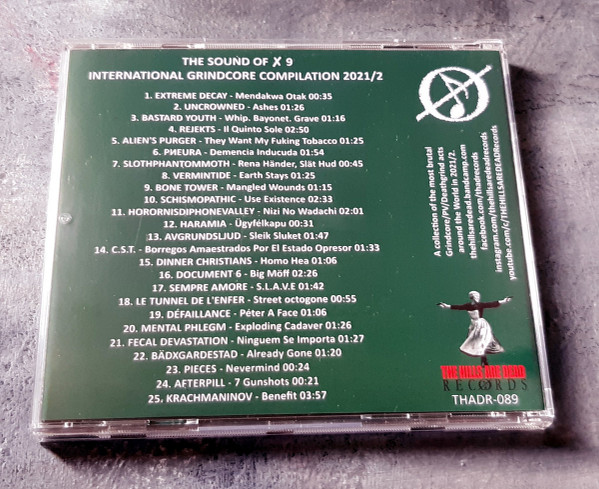 THE SOUND OF X 9
INTERNATIONAL GRINDCORE COMPILATION 2021/2
1. EXTREME DECAY - Mendakwa Otak 00:35
2. UNCROWNED - Ashes 01:26
3. BASTARD YOUTH - Whip. Bayonet. Grave 01:16
4. REJEKTS - Il Quinto Sole 02:50
5. ALIEN'S PURGER - They Want My Fuking Tobacco 01:25
6. PMEURA - Demencia Inducuda 01:54
7. SLOTHPHANTOMMOTH - Rena Händer, Slät Hud 00:45
8. VERMINTIDE - Earth Stays 01:25
9. BONE TOWER - Mangled Wounds 01:15
10. SCHISMOPATHIC - Use Existence 02:33
11. HORORNISDIPHONEVALLEY - Nizi No Wadachi 02:01
12. HARAMIA - Ügyfélkapu 00:31
13. AVGRUNDSLJUD - Sleik Sluket 01:47
14. C.S.T. - Borregos Amaestrados Por El Estado Opresor 01:33
15. DINNER CHRISTIANS - Homo Hea 01:06
16. DOCUMENT 6 - Big Möff 02:26
17. SEMPRE AMORE - S.L.A.V.E 01:42
18. LE TUNNEL DE L'ENFER - Street octogone 00:55
19. DÉFAILLANCE - Péter A Face 01:06
20. MENTAL PHLEGM - Exploding Cadaver 01:26
21. FECAL DEVASTATION - Ninguem Se Importa 01:27
22. BÄDXGARDESTAD - Already Gone 01:20
23. PIECES - Nevermind 00:24
24. AFTERPILL - 7 Gunshots 00:21
25. KRACHMANINOV - Benefit 03:57
A collection of the most brutal
Grindcore/PV/Deathgrind acts
around the World in 2021/2.
thehillsaredead.bandcamp.com
facebook.com/thadrecords
instagram.com/thehillsaredeadrecords
youtube.com/c/THEHILLSAREDEADRecords
THE HILLS ARE DEAD
RECORDS
THADR-089